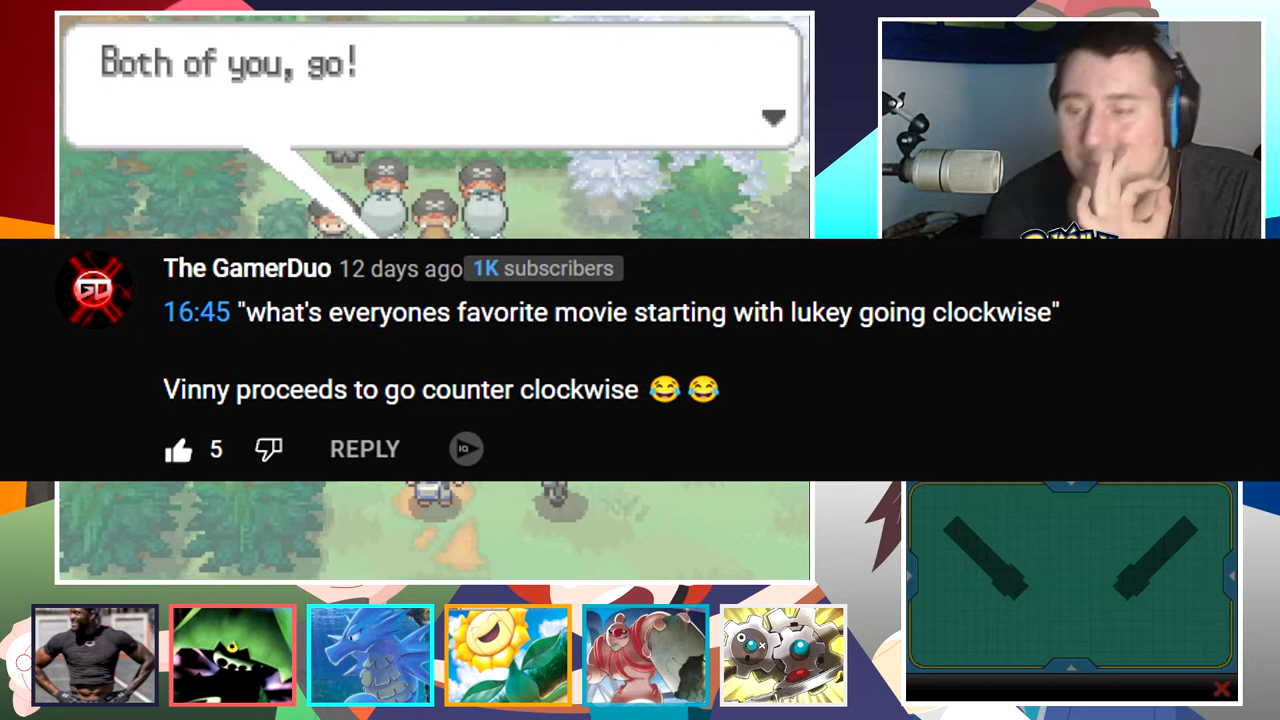 Both of you, go!
The GamerDuo 12 days ago 1K subscribers
16:45 "what's everyones favorite movie starting with lukey going clockwise"
Vinny proceeds to go counter clockwise 😂😂
5 REPLY IQ